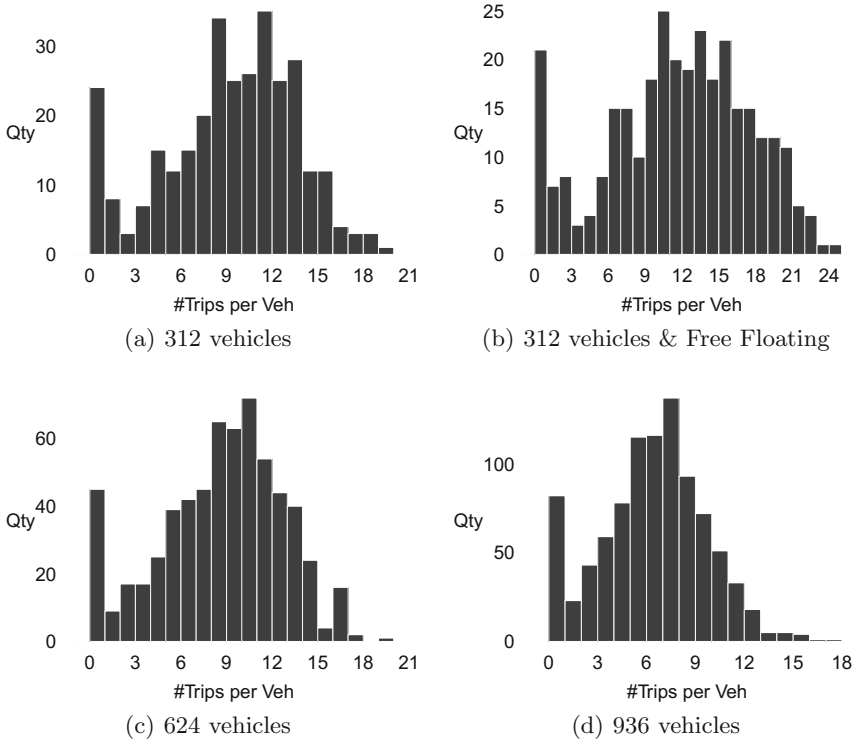 30
20
Qty
10
0
0 3 6 9 12 15 18 21
#Trips per Veh
(a) 312 vehicles
25
20
15
Qty
10
5
0
0 3 6 9 12 15 18 21 24
#Trips per Veh
(b) 312 vehicles & Free Floating
60
40
Qty
20
0
0 3 6 9 12 15 18 21
#Trips per Veh
(c) 624 vehicles
100
Qty
50
0
0 3 6 9 12 15 18
#Trips per Veh
(d) 936 vehicles